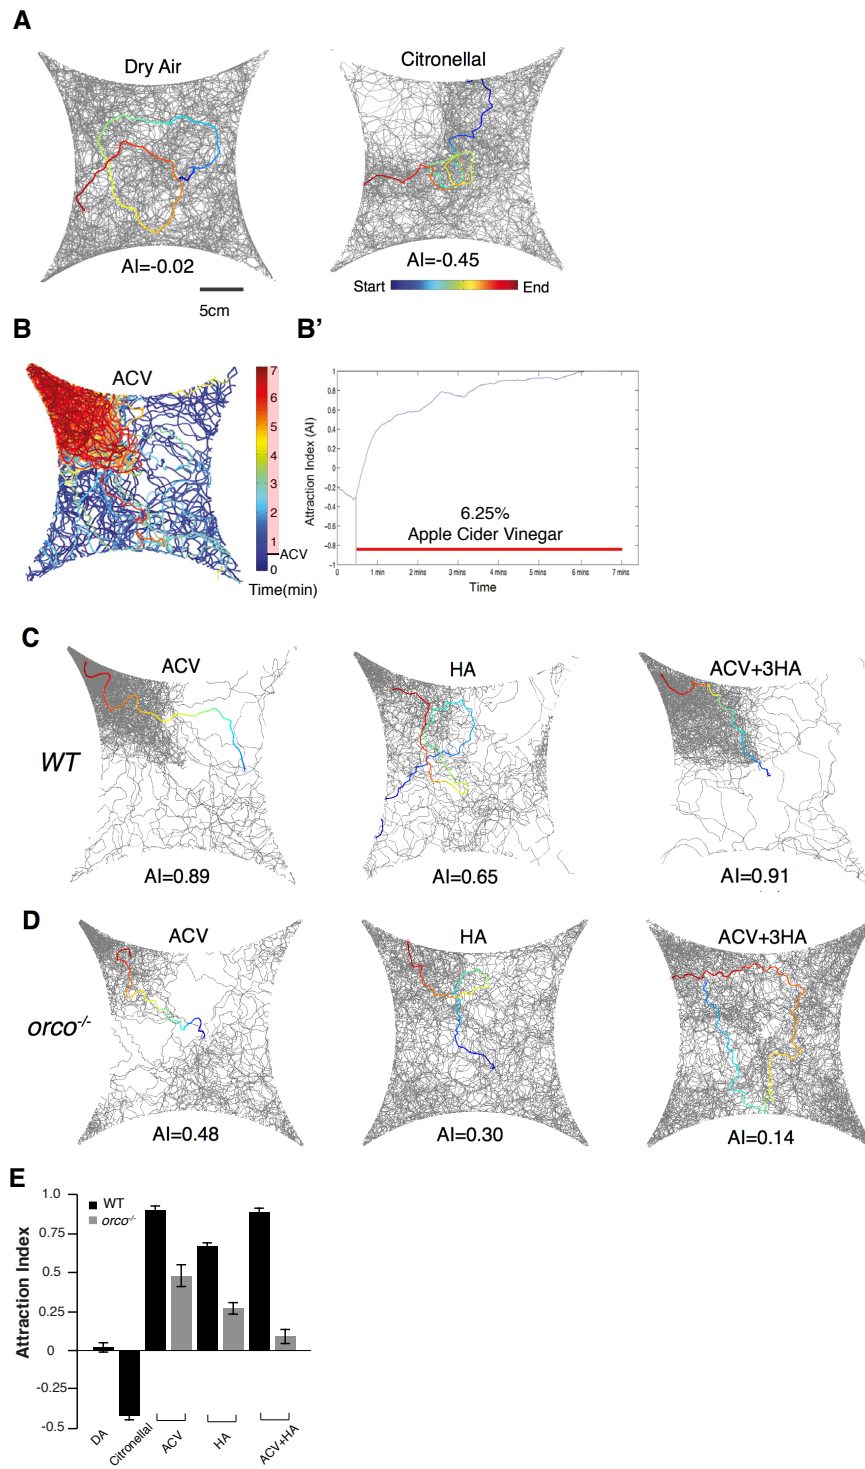 A
Dry Air
Citronellal
AI=-0.02
AI=-0.45
Start
End
5cm
B
B'
ACV
7
6
5
4
3
2
1
ACV
0
Time(min)
Attraction Index (AI)
1
0.8
0.6
0.4
0.2
0
−0.2
−0.4
−0.6
−0.8
−1
6.25%
Apple Cider Vinegar
0
1 min
2 mins
3 mins
4 mins
5 mins
6 mins
7 mins
Time
C
ACV
HA
ACV+3HA
WT
AI=0.89
AI=0.65
AI=0.91
D
ACV
HA
ACV+3HA
orco-/-
AI=0.48
AI=0.30
AI=0.14
E
WT
orco-/-
Attraction Index
1.0
0.75
0.5
0.25
0
-0.25
-0.5
DA
Citronellal
ACV
HA
ACV+HA